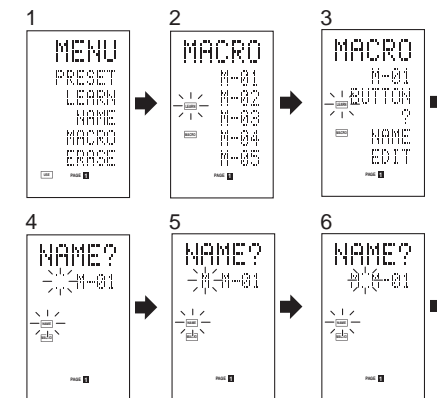 1
MENU
PRESET
LEARN
NAME
MACRO
ERASE
USE
PAGE 1
2
MACRO
M-01
M-02
LEARN
M-03
MACRO
M-04
M-05
PAGE 1
3
MACRO
M-01
LEARN
BUTTON
?
MACRO
NAME
EDIT
PAGE 1
4
NAME?
M-01
NAME
MACRO
PAGE 1
5
NAME?
M M-01
NAME
MACRO
PAGE 1
6
NAME?
M-01
NAME
MACRO
PAGE 1